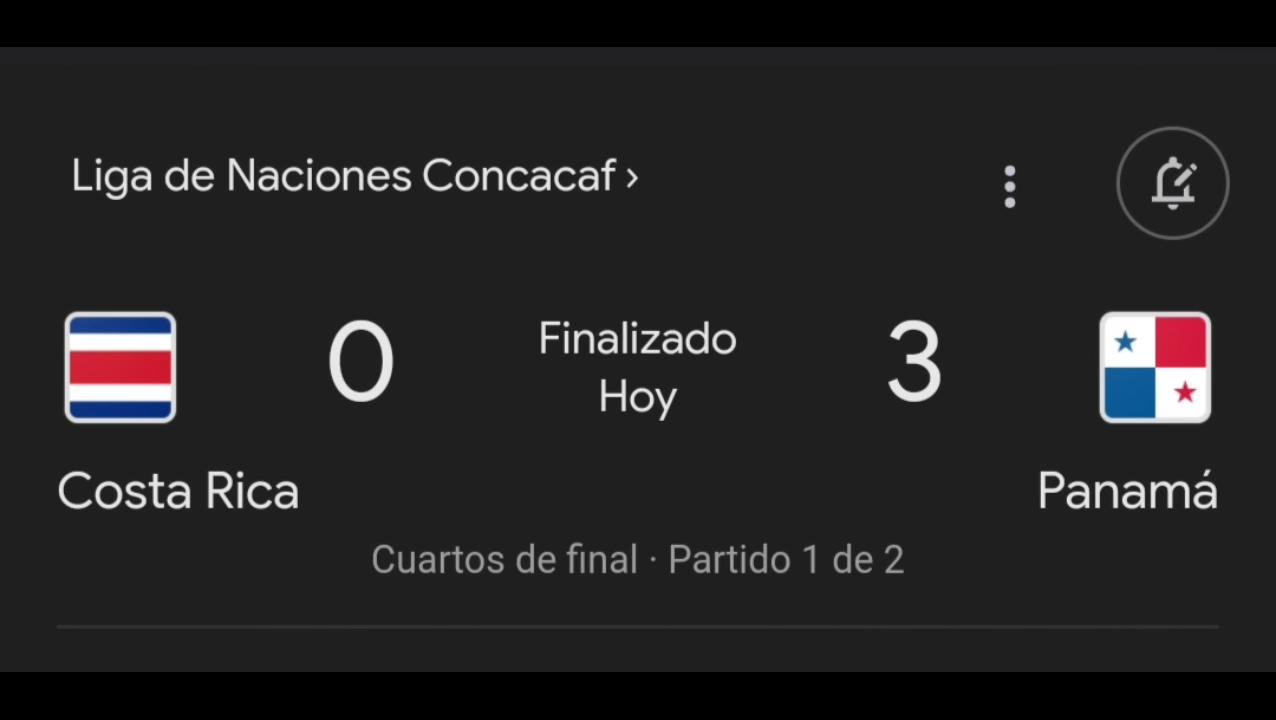 Liga de Naciones Concacaf ›
0 Finalizado 3
Hoy
Costa Rica Panamá
Cuartos de final · Partido 1 de 2